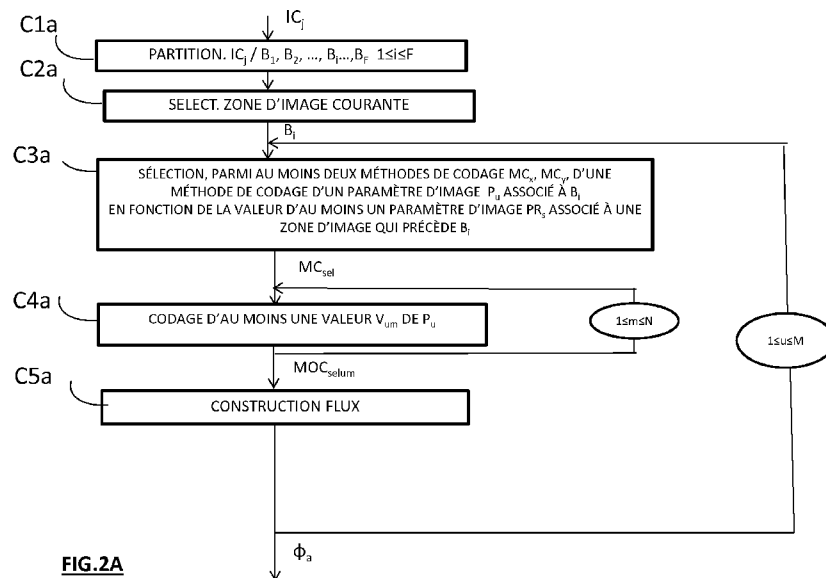 IC_j
C1a
PARTITION. IC_j / B_1, B_2, ..., B_i...,B_F 1≤i≤F
C2a
SELECT. ZONE D'IMAGE COURANTE
B_i
C3a
SÉLECTION, PARMI AU MOINS DEUX MÉTHODES DE CODAGE MC_x, MC_y, D'UNE
MÉTHODE DE CODAGE D'UN PARAMÈTRE D'IMAGE P_u ASSOCIÉ À B_i
EN FONCTION DE LA VALEUR D'AU MOINS UN PARAMÈTRE D'IMAGE PR_s ASSOCIÉ À UNE
ZONE D'IMAGE QUI PRÉCÈDE B_i
MC_sel
C4a
CODAGE D'AU MOINS UNE VALEUR V_um DE P_u
1≤m≤N
1≤u≤M
MOC_selum
C5a
CONSTRUCTION FLUX
ϕ_a
FIG.2A